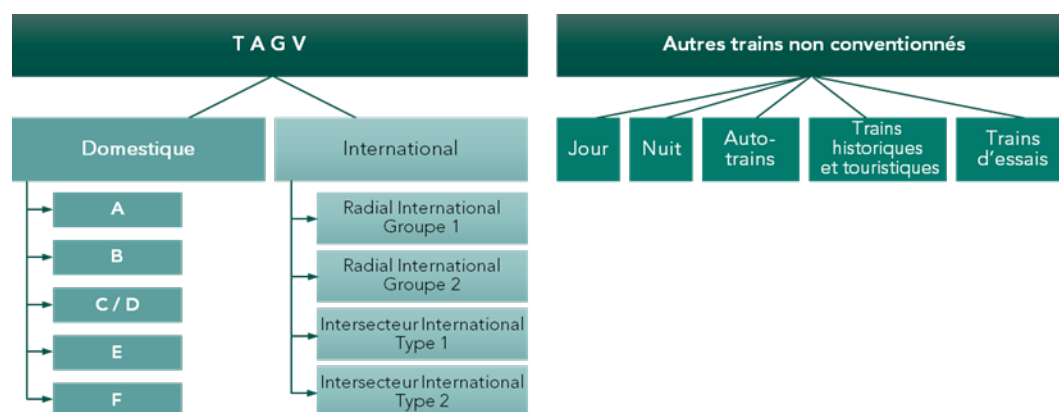 T A G V
Domestique
A
B
C / D
E
F
International
Radial International
Groupe 1
Radial International
Groupe 2
Intersecteur International
Type 1
Intersecteur International
Type 2
Autres trains non conventionnés
Jour
Nuit
Auto-
trains
Trains
historiques
et touristiques
Trains
d'essais